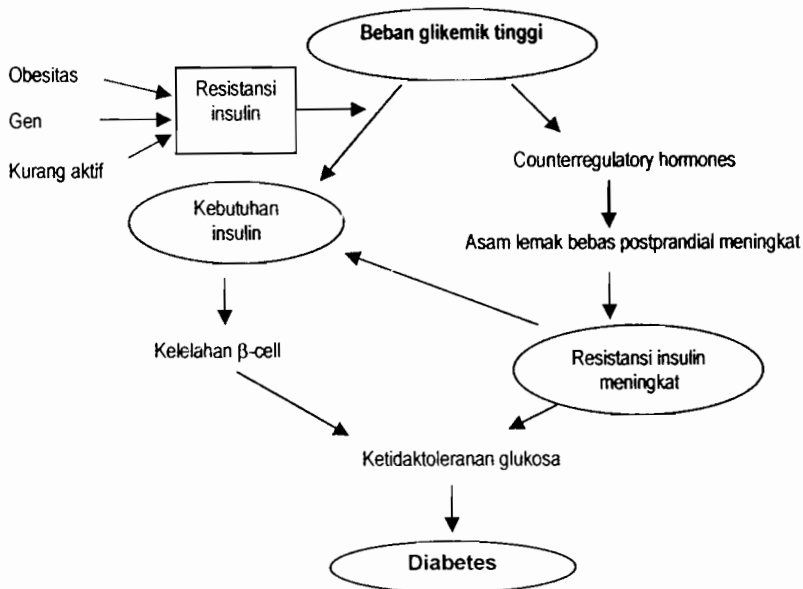 Beban glikemik tinggi
Obesitas
Gen
Kurang aktif
Resistansi
insulin
Counterregulatory hormones
Kebutuhan
insulin
Asam lemak bebas postprandial meningkat
Kelelahan β-cell
Resistansi insulin
meningkat
Ketidaktoleranan glukosa
Diabetes